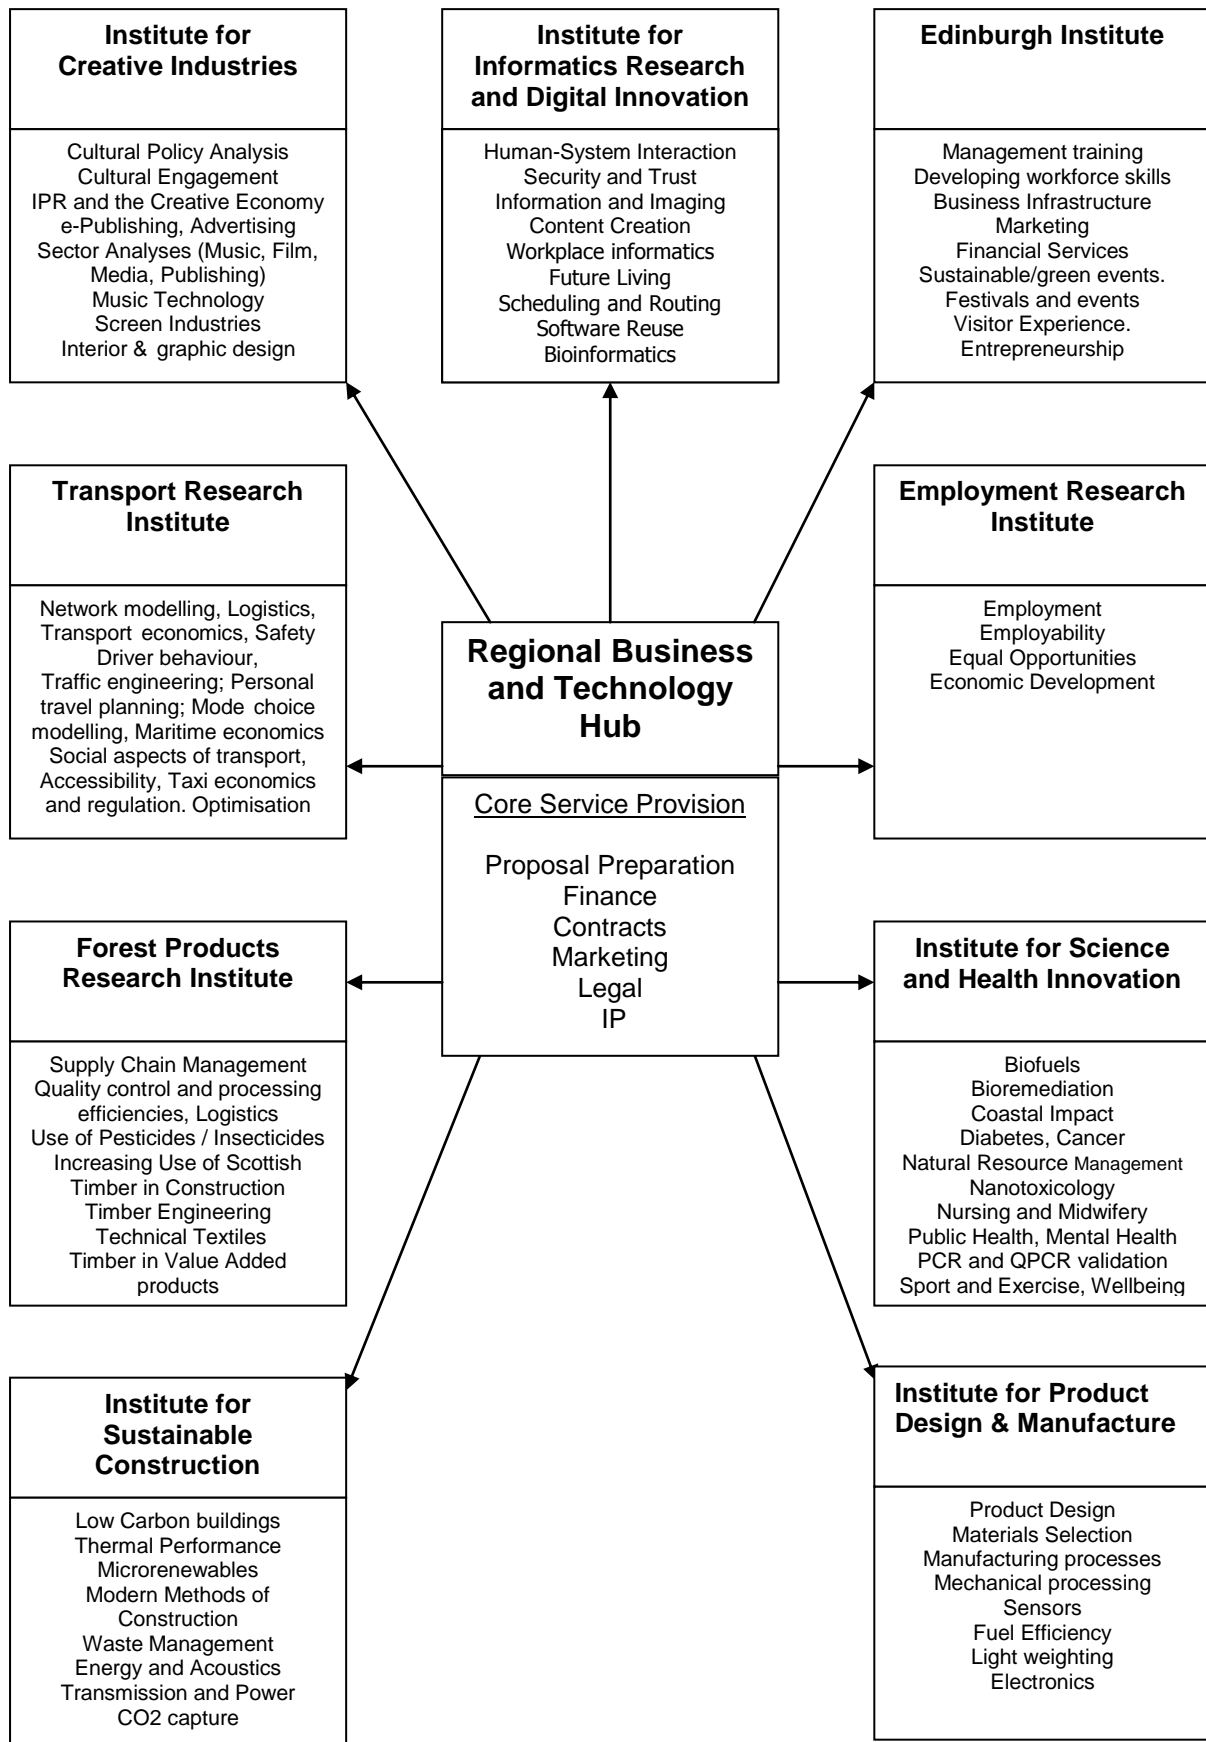 Institute for
Creative Industries
Cultural Policy Analysis
Cultural Engagement
IPR and the Creative Economy
e-Publishing, Advertising
Sector Analyses (Music, Film,
Media, Publishing)
Music Technology
Screen Industries
Interior & graphic design
Institute for
Informatics Research
and Digital Innovation
Human-System Interaction
Security and Trust
Information and Imaging
Content Creation
Workplace informatics
Future Living
Scheduling and Routing
Software Reuse
Bioinformatics
Edinburgh Institute
Management training
Developing workforce skills
Business Infrastructure
Marketing
Financial Services
Sustainable/green events.
Festivals and events
Visitor Experience.
Entrepreneurship
Transport Research
Institute
Network modelling, Logistics,
Transport economics, Safety
Driver behaviour,
Traffic engineering; Personal
travel planning; Mode choice
modelling, Maritime economics
Social aspects of transport,
Accessibility, Taxi economics
and regulation. Optimisation
Regional Business
and Technology
Hub
Core Service Provision
Proposal Preparation
Finance
Contracts
Marketing
Legal
IP
Employment Research
Institute
Employment
Employability
Equal Opportunities
Economic Development
Forest Products
Research Institute
Supply Chain Management
Quality control and processing
efficiencies, Logistics
Use of Pesticides / Insecticides
Increasing Use of Scottish
Timber in Construction
Timber Engineering
Technical Textiles
Timber in Value Added
products
Institute for Science
and Health Innovation
Biofuels
Bioremediation
Coastal Impact
Diabetes, Cancer
Natural Resource Management
Nanotoxicology
Nursing and Midwifery
Public Health, Mental Health
PCR and QPCR validation
Sport and Exercise, Wellbeing
Institute for
Sustainable
Construction
Low Carbon buildings
Thermal Performance
Microrenewables
Modern Methods of
Construction
Waste Management
Energy and Acoustics
Transmission and Power
CO2 capture
Institute for Product
Design & Manufacture
Product Design
Materials Selection
Manufacturing processes
Mechanical processing
Sensors
Fuel Efficiency
Light weighting
Electronics